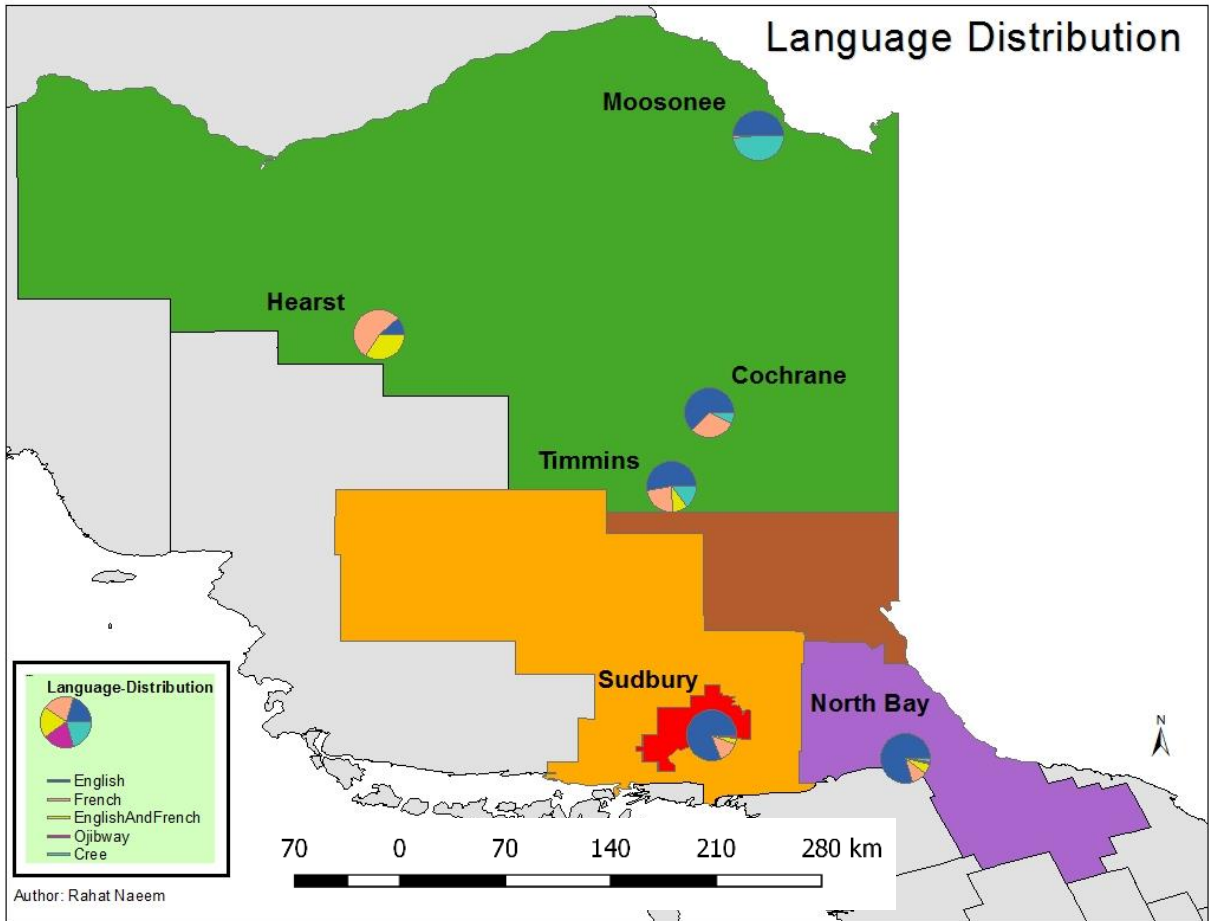 Language Distribution
Moosonee
Hearst
Cochrane
Timmins
Sudbury
North Bay
N
Language-Distribution
English
French
EnglishAndFrench
Ojibway
Cree
70 0 70 140 210 280 km
Author: Rahat Naeem